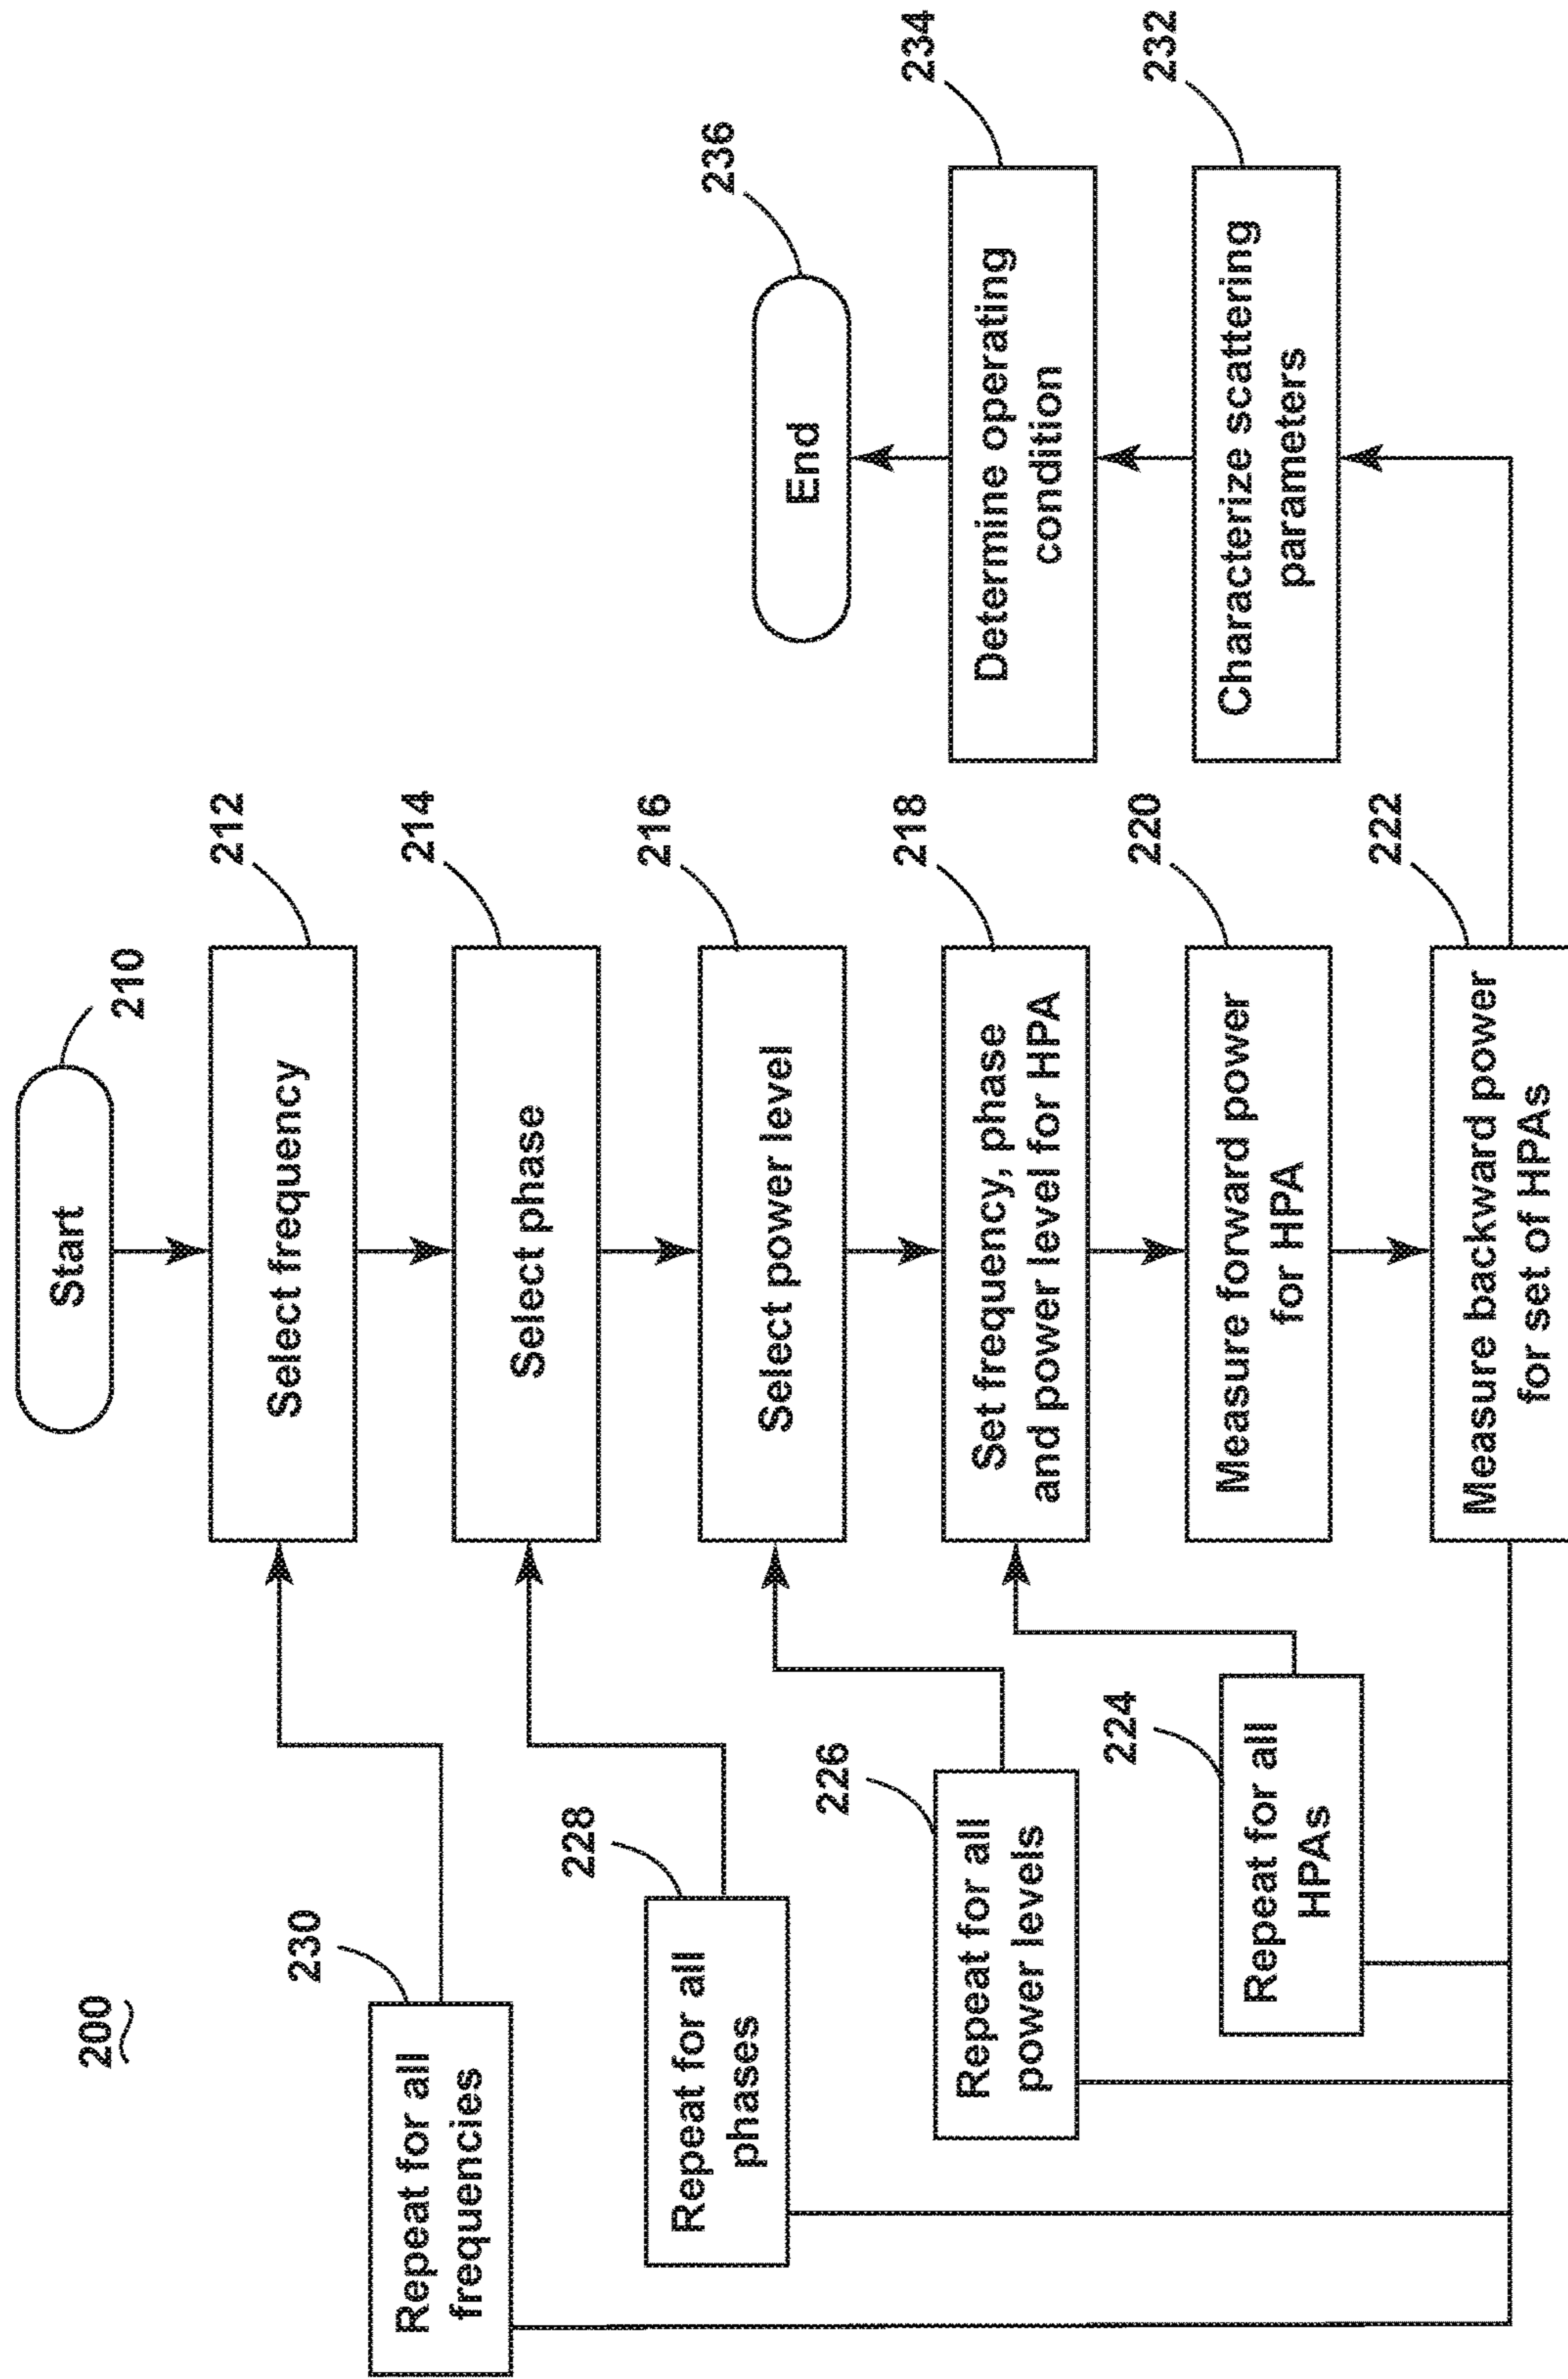 200
Start
210
Select frequency
212
Select phase
214
Select power level
216
Set frequency, phase
and power level for HPA
218
Measure forward power
for HPA
220
Measure backward power
for set of HPAs
222
Repeat for all
HPAs
224
Repeat for all
power levels
226
Repeat for all
phases
228
Repeat for all
frequencies
230
Characterize scattering
parameters
232
Determine operating
condition
234
End
236